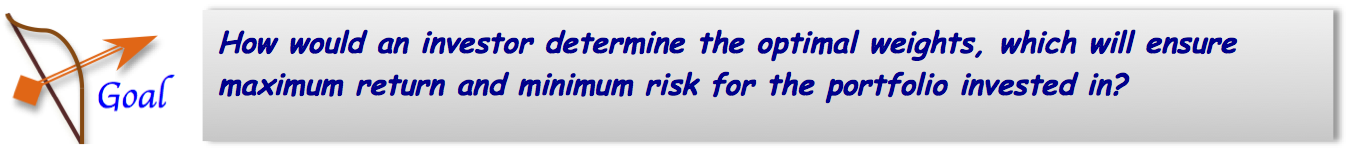 Goal
How would an investor determine the optimal weights, which will ensure
maximum return and minimum risk for the portfolio invested in?